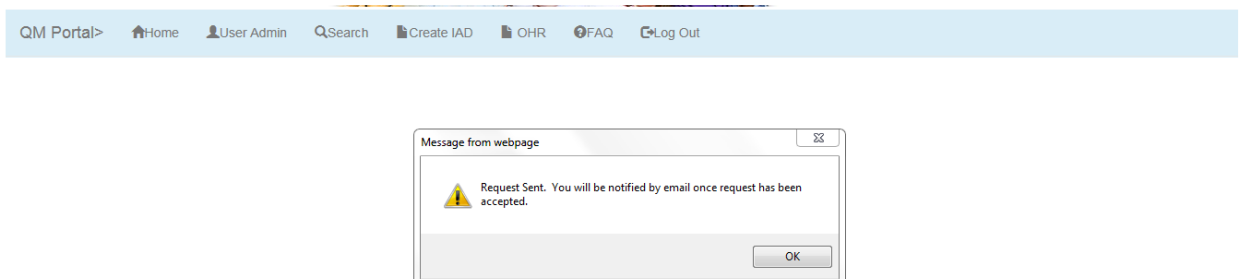 QM Portal> Home User Admin Search Create IAD OHR FAQ Log Out
Message from webpage
Request Sent. You will be notified by email once request has been
accepted.
OK